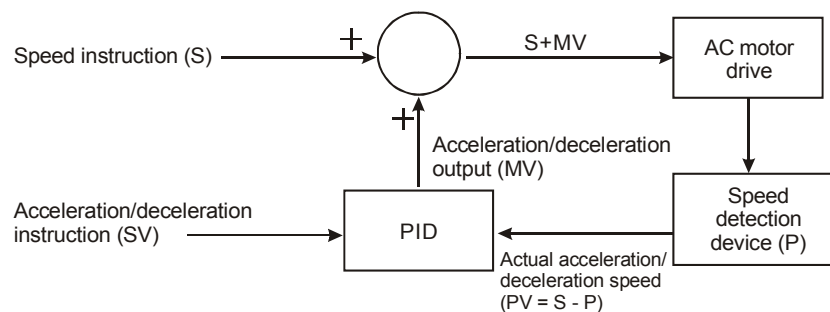 Speed instruction (S)
+
S+MV
AC motor
drive
+
Acceleration/deceleration
output (MV)
Acceleration/deceleration
instruction (SV)
PID
Speed
detection
device (P)
Actual acceleration/
deceleration speed
(PV = S - P)